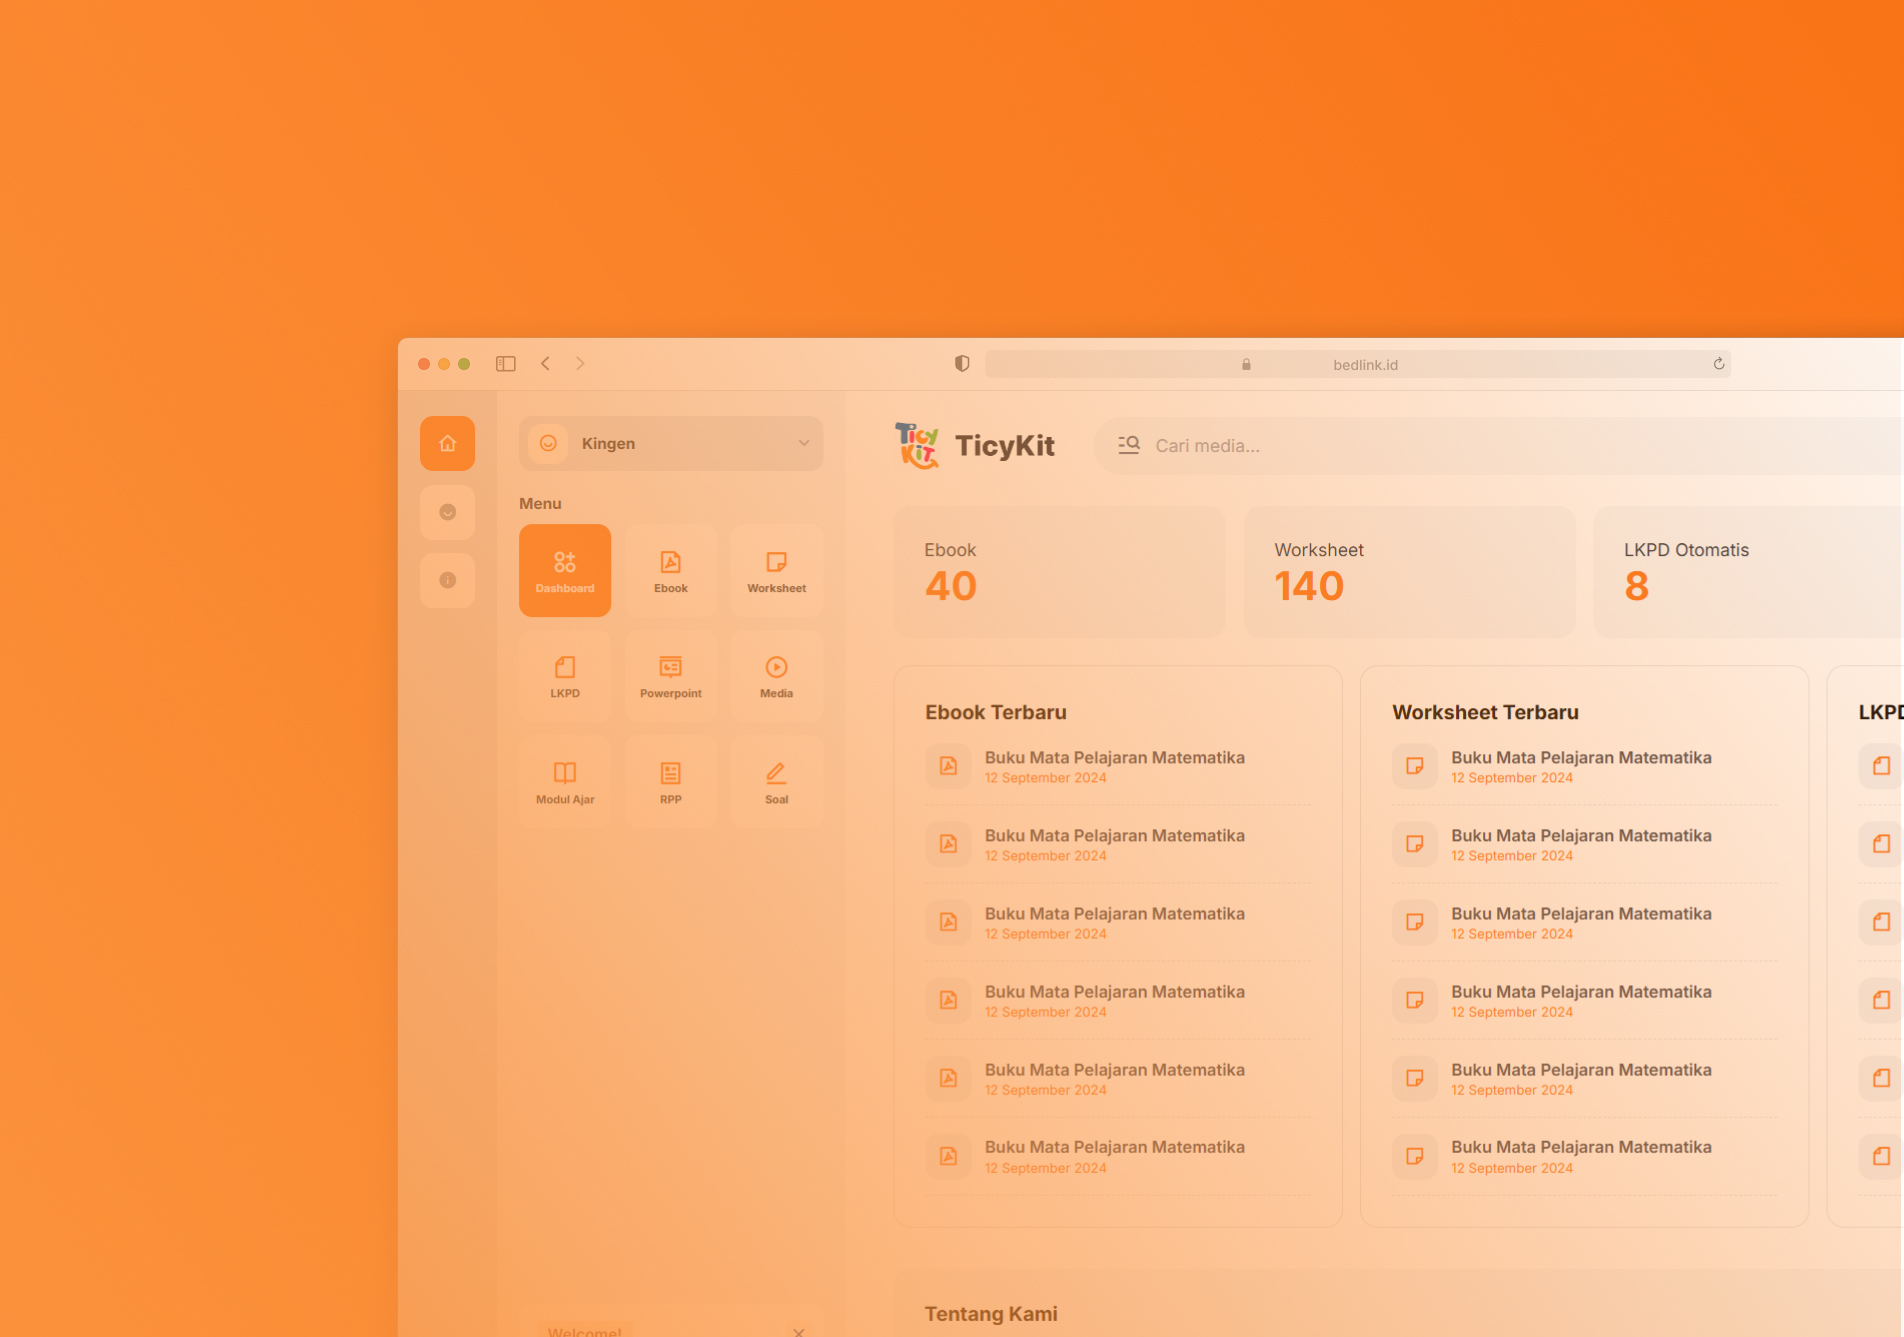 bedlink.id
Kingen
Menu
Dashboard
Ebook
Worksheet
LKPD
Powerpoint
Media
Modul Ajar
RPP
Soal
Welcome!
Ticy
Kit
TicyKit
Cari media...
Ebook
40
Worksheet
140
LKPD Otomatis
8
Ebook Terbaru
Buku Mata Pelajaran Matematika
12 September 2024
Buku Mata Pelajaran Matematika
12 September 2024
Buku Mata Pelajaran Matematika
12 September 2024
Buku Mata Pelajaran Matematika
12 September 2024
Buku Mata Pelajaran Matematika
12 September 2024
Buku Mata Pelajaran Matematika
12 September 2024
Worksheet Terbaru
Buku Mata Pelajaran Matematika
12 September 2024
Buku Mata Pelajaran Matematika
12 September 2024
Buku Mata Pelajaran Matematika
12 September 2024
Buku Mata Pelajaran Matematika
12 September 2024
Buku Mata Pelajaran Matematika
12 September 2024
Buku Mata Pelajaran Matematika
12 September 2024
LKPD
Tentang Kami